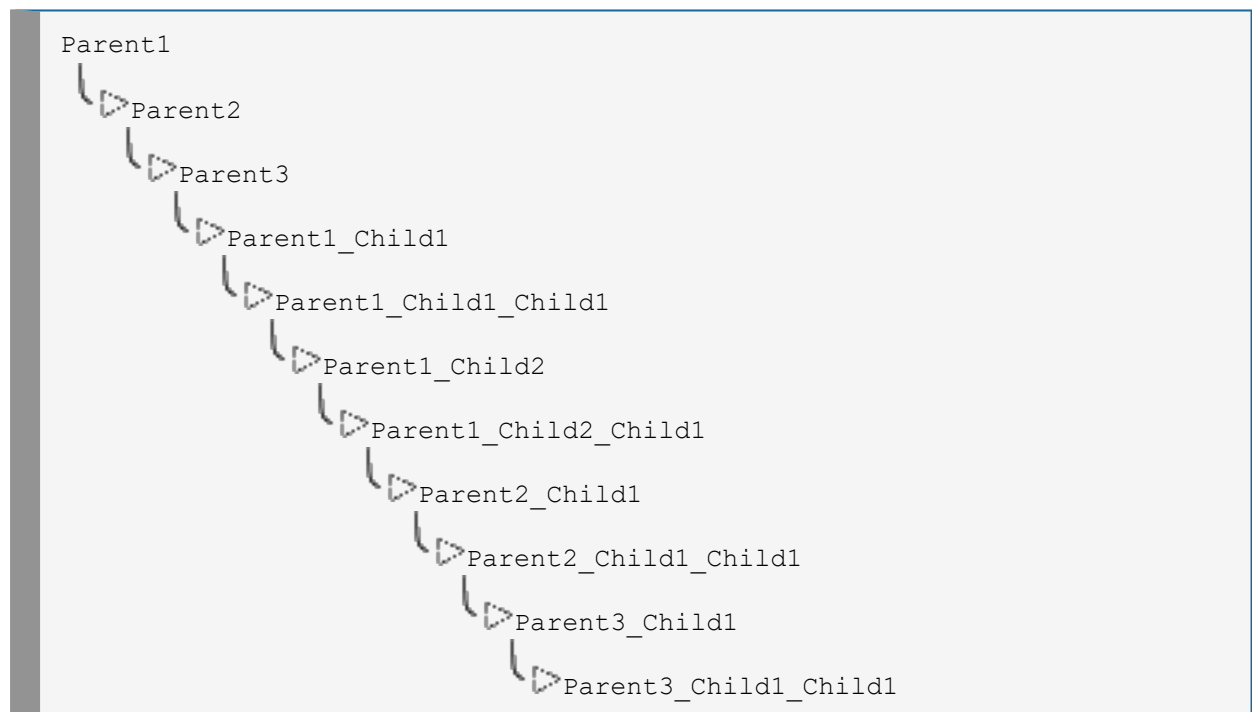 Parent1
Parent2
Parent3
Parent1_Child1
Parent1_Child1_Child1
Parent1_Child2
Parent1_Child2_Child1
Parent2_Child1
Parent2_Child1_Child1
Parent3_Child1
Parent3_Child1_Child1